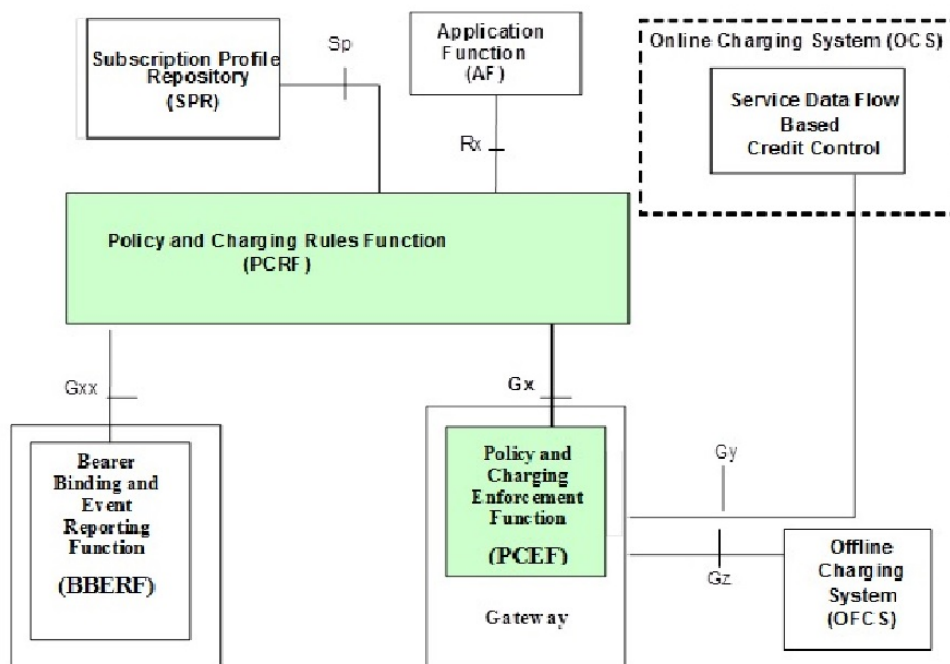 Subscription Profile
Repository
(SPR)
Sp
Application
Function
(AF)
Online Charging System (OCS)
Service Data Flow
Based
Credit Control
Rx
Policy and Charging Rules Function
(PCRF)
Gxx
Gx
Bearer
Binding and
Event
Reporting
Function
(BBERF)
Policy and
Charging
Enforcement
Function
(PCEF)
Gateway
Gy
Gz
Offline
Charging
System
(OFCS)